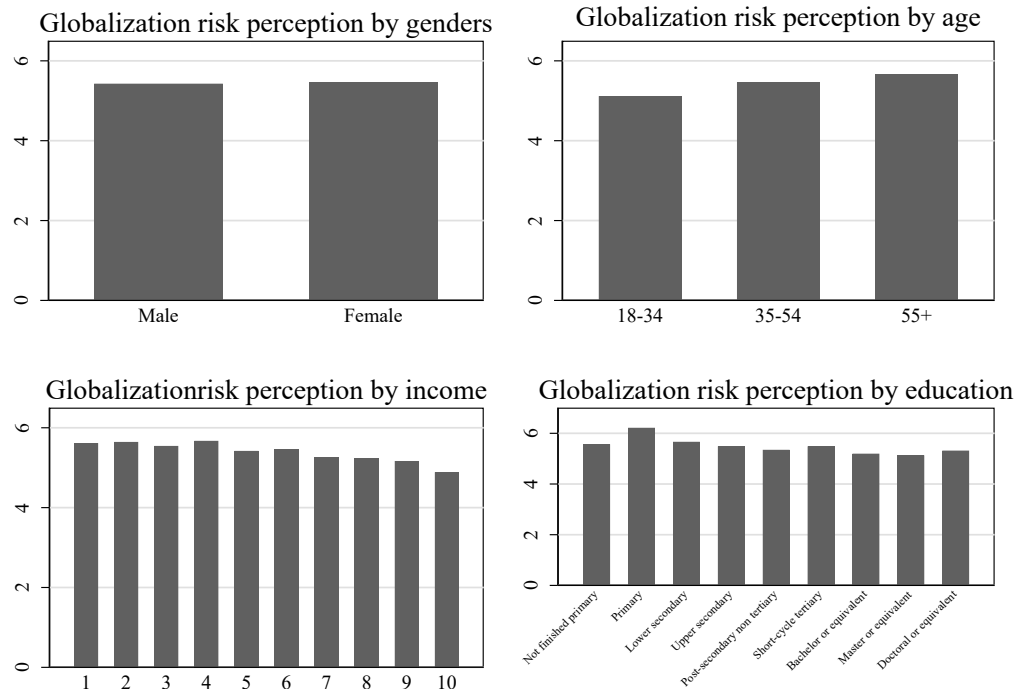 Globalization risk perception by genders
6
4
2
0
Male Female
Globalization risk perception by age
6
4
2
0
18-34 35-54 55+
Globalizationrisk perception by income
6
4
2
0
1 2 3 4 5 6 7 8 9 10
Globalization risk perception by education
6
4
2
0
Not finished primary
Primary
Lower secondary
Upper secondary
Post-secondary non tertiary
Short-cycle tertiary
Bachelor or equivalent
Master or equivalent
Doctoral or equivalent